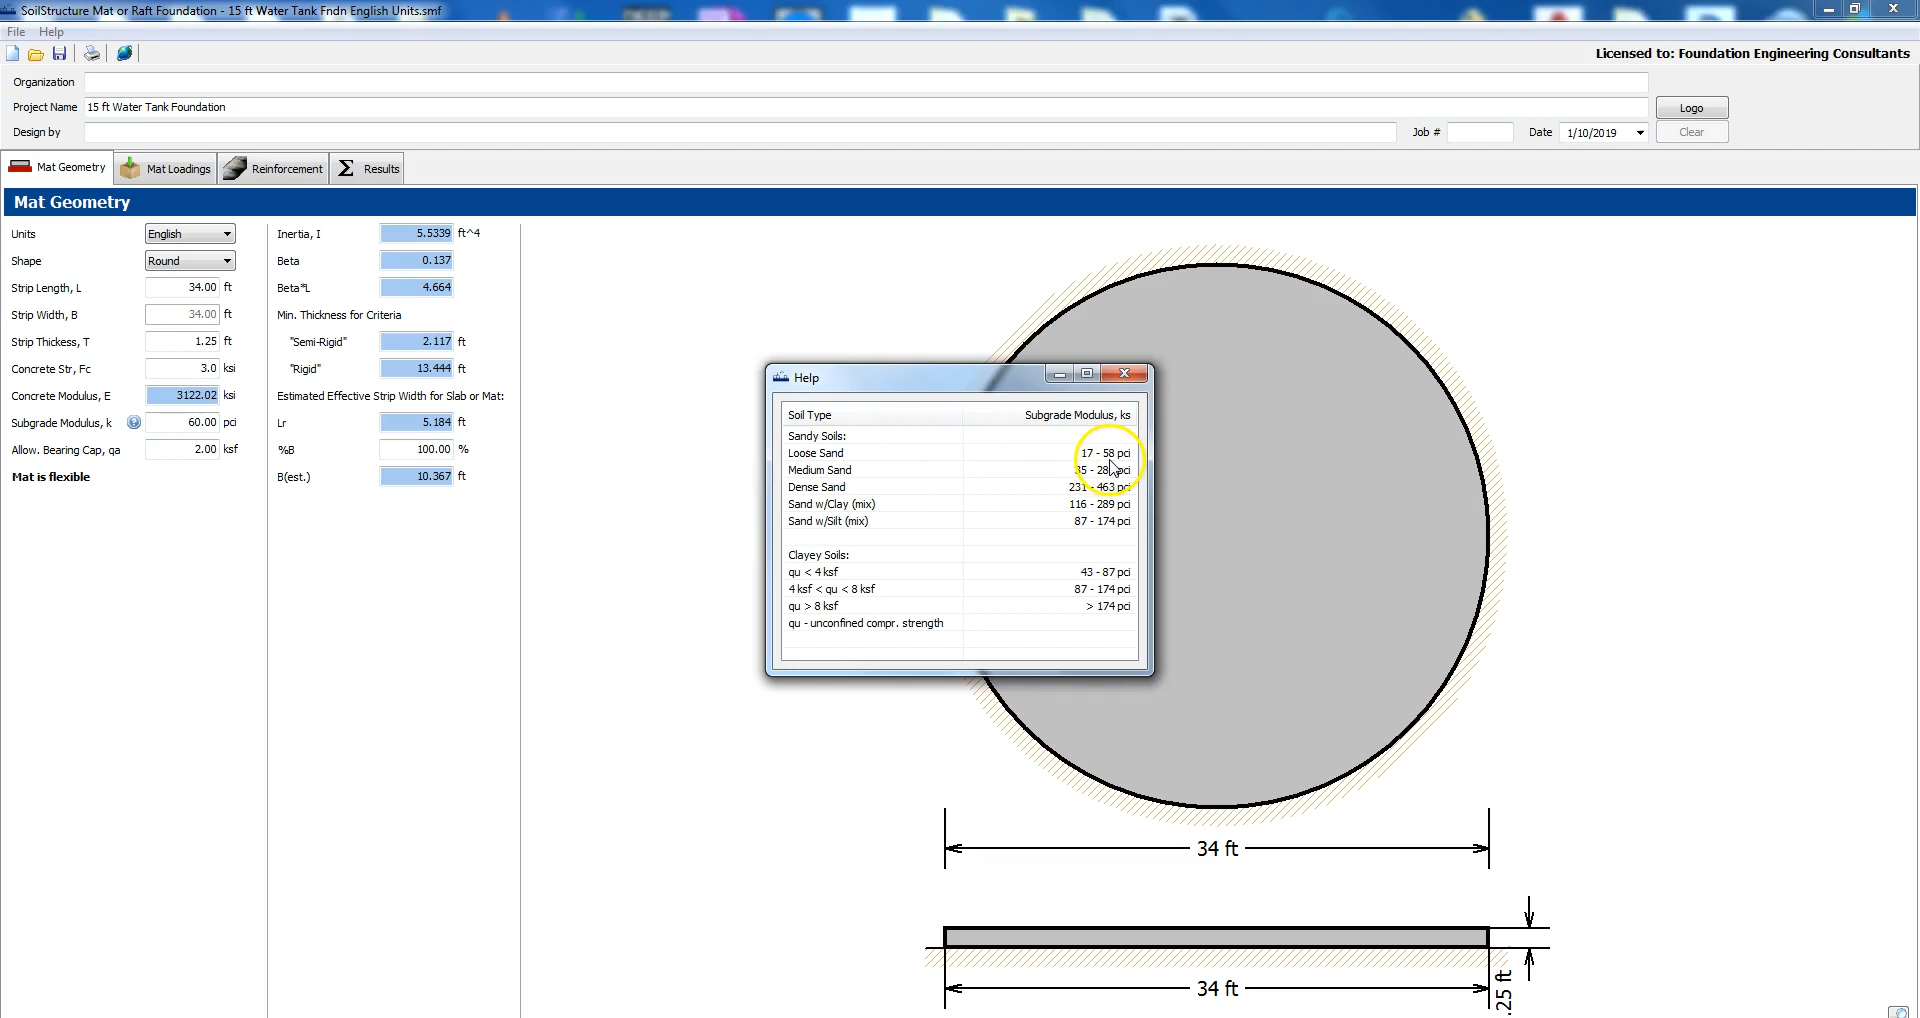 SoilStructure Mat or Raft Foundation - 15 ft Water Tank Fndn English Units.smf
File Help
Licensed to: Foundation Engineering Consultants
Organization
Project Name 15 ft Water Tank Foundation
Logo
Design by
Job #
Date 1/10/2019
Clear
Mat Geometry
Mat Loadings
Reinforcement
Results
Mat Geometry
Units English
Shape Round
Strip Length, L 34.00 ft
Strip Width, B 34.00 ft
Strip Thickess, T 1.25 ft
Concrete Str, Fc 3.0 ksi
Concrete Modulus, E 3122.02 ksi
Subgrade Modulus, k 60.00 pci
Allow. Bearing Cap, qa 2.00 ksf
Mat is flexible
Inertia, I 5.5339 ft^4
Beta 0.137
Beta*L 4.664
Min. Thickness for Criteria
"Semi-Rigid" 2.117 ft
"Rigid" 13.444 ft
Estimated Effective Strip Width for Slab or Mat:
Lr 5.184 ft
%B 100.00 %
B(est.) 10.367 ft
Help
Soil Type Subgrade Modulus, ks
Sandy Soils:
Loose Sand 17 - 58 pci
Medium Sand 35 - pci
Dense Sand 231 - 463 pci
Sand w/Clay (mix) 116 - 289 pci
Sand w/Silt (mix) 87 - 174 pci
Clayey Soils:
qu < 4 ksf 43 - 87 pci
4 ksf < qu < 8 ksf 87 - 174 pci
qu > 8 ksf > 174 pci
qu - unconfined compr. strength
34 ft
34 ft
.25 ft